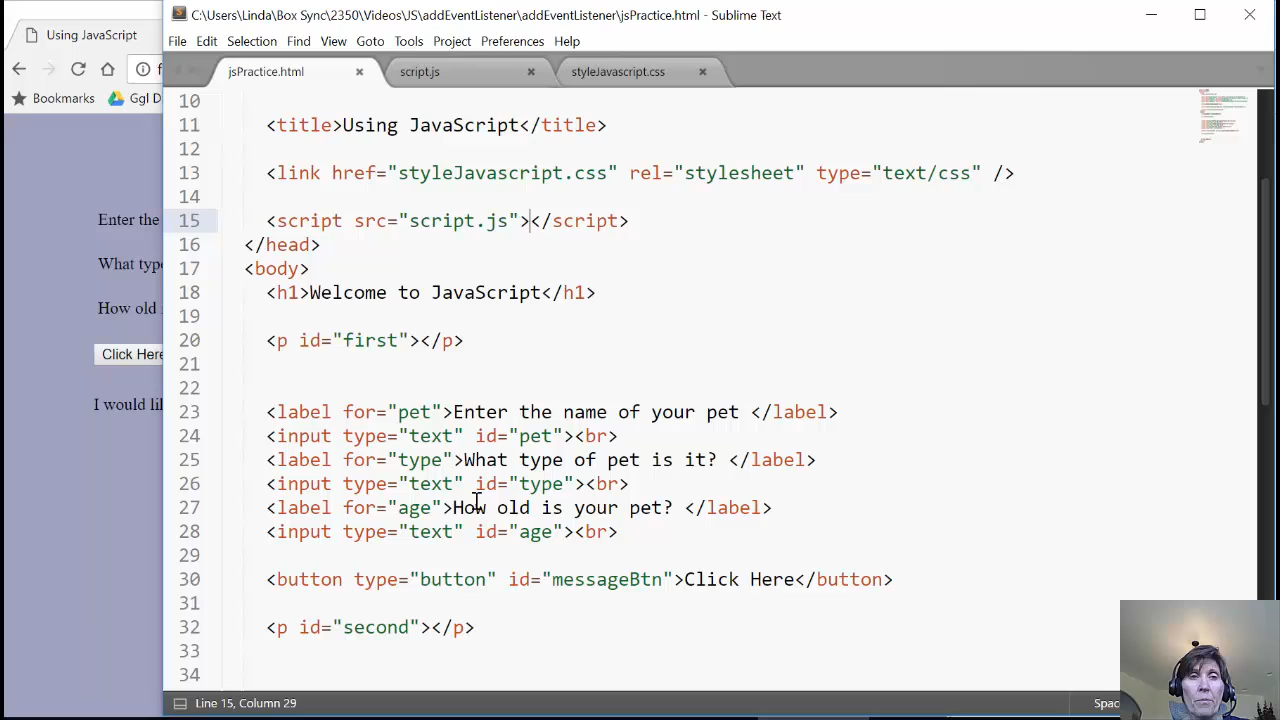 C:\Users\Linda\Box Sync\2350\Videos\JS\addEventListener\addEventListener\jsPractice.html - Sublime Text
Using JavaScript
File Edit Selection Find View Goto Tools Project Preferences Help
jsPractice.html script.js styleJavascript.css
Bookmarks Ggl D
10
11 <title>Using JavaScript</title>
12
13 <link href="styleJavascript.css" rel="stylesheet" type="text/css" />
14
15 <script src="script.js"></script>
16 </head>
17 <body>
18 <h1>Welcome to JavaScript</h1>
19
20 <p id="first"></p>
21
22
23 <label for="pet">Enter the name of your pet </label>
24 <input type="text" id="pet"><br>
25 <label for="type">What type of pet is it? </label>
26 <input type="text" id="type"><br>
27 <label for="age">How old is your pet? </label>
28 <input type="text" id="age"><br>
29
30 <button type="button" id="messageBtn">Click Here</button>
31
32 <p id="second"></p>
33
34
Enter the
What type
How old
Click Here
I would lik
Line 15, Column 29
Spac